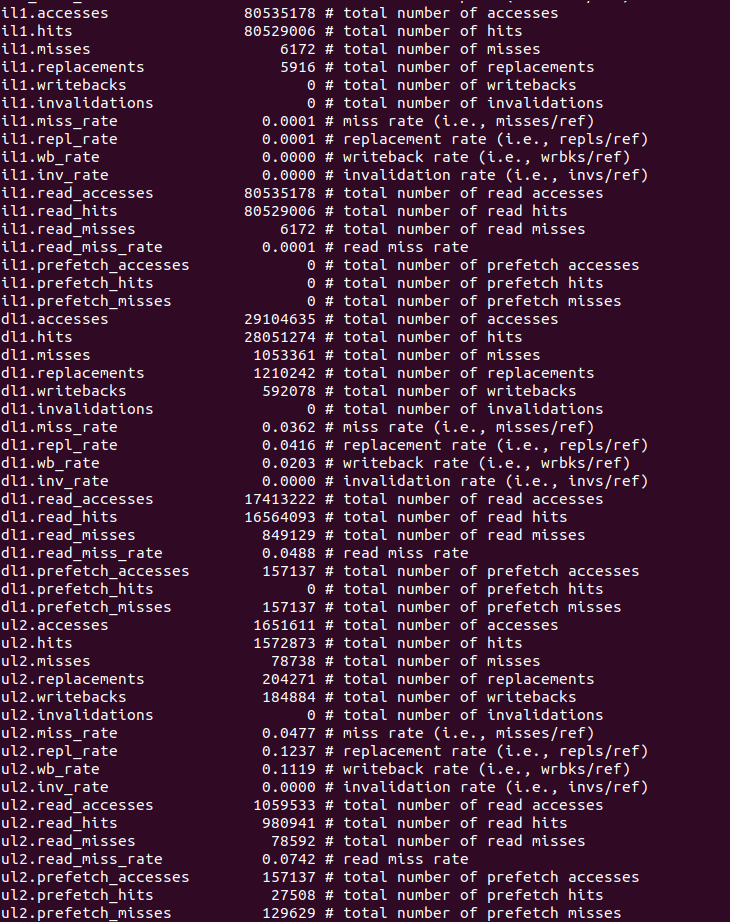 il1.accesses 80535178 # total number of accesses
il1.hits 80529006 # total number of hits
il1.misses 6172 # total number of misses
il1.replacements 5916 # total number of replacements
il1.writebacks 0 # total number of writebacks
il1.invalidations 0 # total number of invalidations
il1.miss_rate 0.0001 # miss rate (i.e., misses/ref)
il1.repl_rate 0.0001 # replacement rate (i.e., repls/ref)
il1.wb_rate 0.0000 # writeback rate (i.e., wrbks/ref)
il1.inv_rate 0.0000 # invalidation rate (i.e., invs/ref)
il1.read_accesses 80535178 # total number of read accesses
il1.read_hits 80529006 # total number of read hits
il1.read_misses 6172 # total number of read misses
il1.read_miss_rate 0.0001 # read miss rate
il1.prefetch_accesses 0 # total number of prefetch accesses
il1.prefetch_hits 0 # total number of prefetch hits
il1.prefetch_misses 0 # total number of prefetch misses
dl1.accesses 29104635 # total number of accesses
dl1.hits 28051274 # total number of hits
dl1.misses 1053361 # total number of misses
dl1.replacements 1210242 # total number of replacements
dl1.writebacks 592078 # total number of writebacks
dl1.invalidations 0 # total number of invalidations
dl1.miss_rate 0.0362 # miss rate (i.e., misses/ref)
dl1.repl_rate 0.0416 # replacement rate (i.e., repls/ref)
dl1.wb_rate 0.0203 # writeback rate (i.e., wrbks/ref)
dl1.inv_rate 0.0000 # invalidation rate (i.e., invs/ref)
dl1.read_accesses 17413222 # total number of read accesses
dl1.read_hits 16564093 # total number of read hits
dl1.read_misses 849129 # total number of read misses
dl1.read_miss_rate 0.0488 # read miss rate
dl1.prefetch_accesses 157137 # total number of prefetch accesses
dl1.prefetch_hits 0 # total number of prefetch hits
dl1.prefetch_misses 157137 # total number of prefetch misses
ul2.accesses 1651611 # total number of accesses
ul2.hits 1572873 # total number of hits
ul2.misses 78738 # total number of misses
ul2.replacements 204271 # total number of replacements
ul2.writebacks 184884 # total number of writebacks
ul2.invalidations 0 # total number of invalidations
ul2.miss_rate 0.0477 # miss rate (i.e., misses/ref)
ul2.repl_rate 0.1237 # replacement rate (i.e., repls/ref)
ul2.wb_rate 0.1119 # writeback rate (i.e., wrbks/ref)
ul2.inv_rate 0.0000 # invalidation rate (i.e., invs/ref)
ul2.read_accesses 1059533 # total number of read accesses
ul2.read_hits 980941 # total number of read hits
ul2.read_misses 78592 # total number of read misses
ul2.read_miss_rate 0.0742 # read miss rate
ul2.prefetch_accesses 157137 # total number of prefetch accesses
ul2.prefetch_hits 27508 # total number of prefetch hits
ul2.prefetch_misses 129629 # total number of prefetch misses